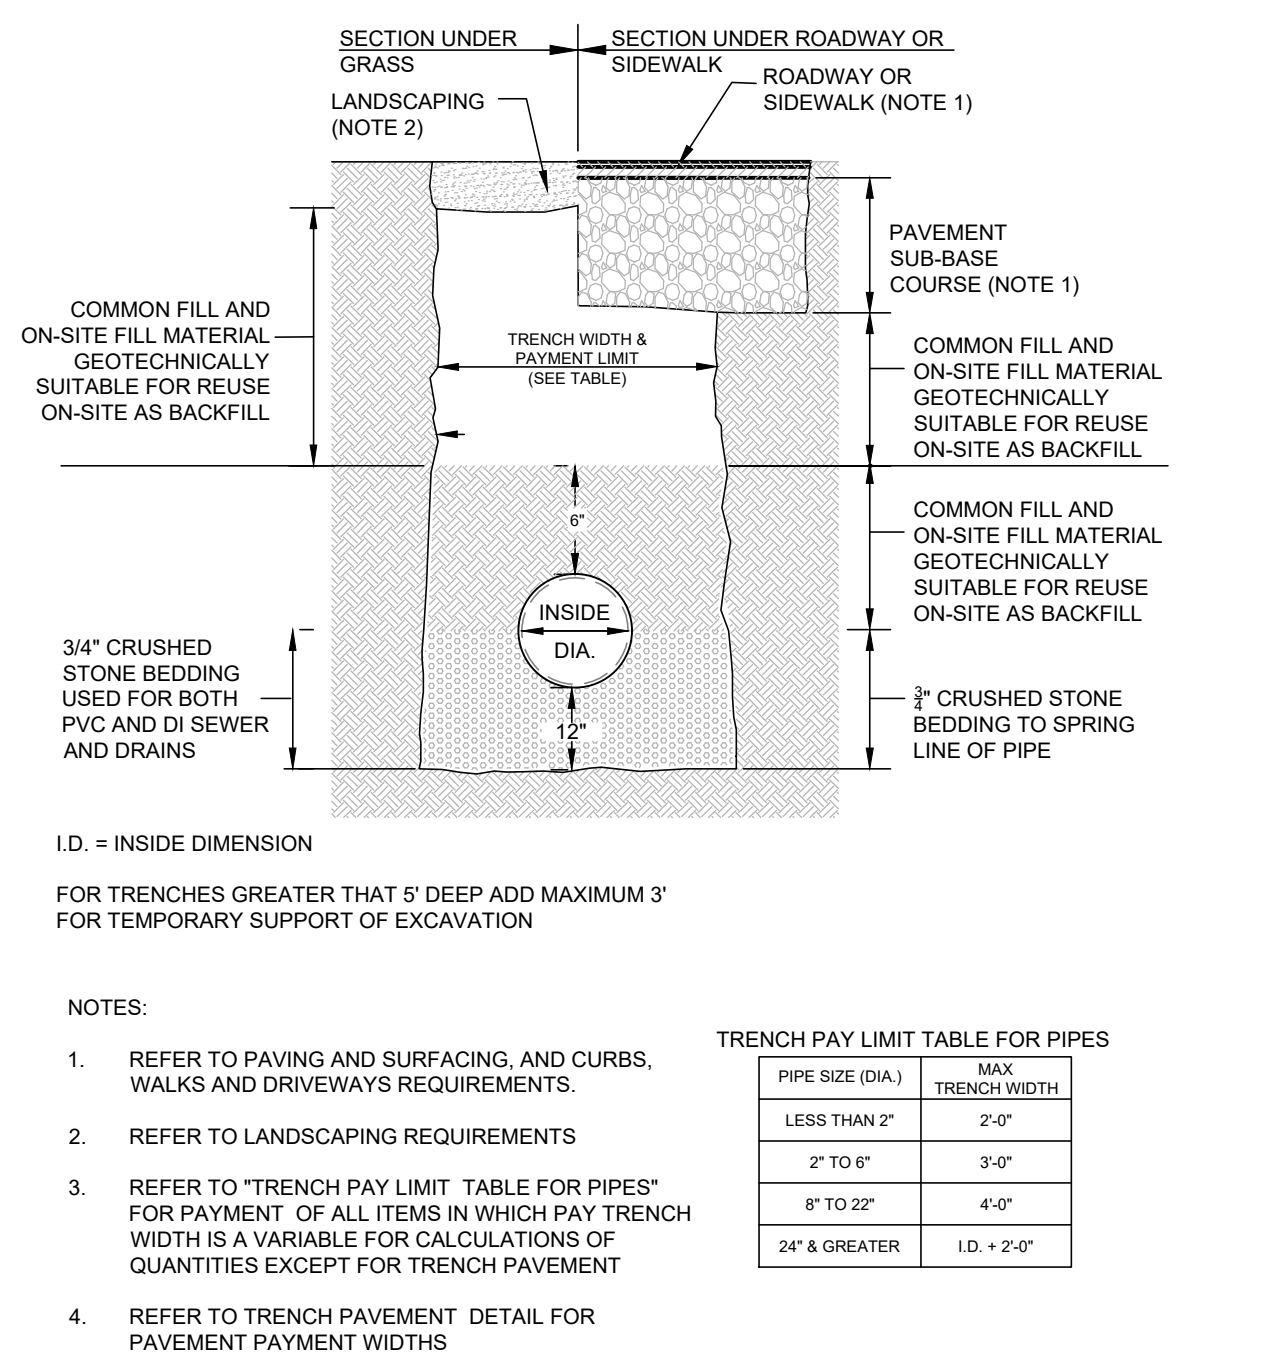 SECTION UNDER
GRASS
SECTION UNDER ROADWAY OR
SIDEWALK
LANDSCAPING
(NOTE 2)
ROADWAY OR
SIDEWALK (NOTE 1)
COMMON FILL AND
ON-SITE FILL MATERIAL
GEOTECHNICALLY
SUITABLE FOR REUSE
ON-SITE AS BACKFILL
TRENCH WIDTH &
PAYMENT LIMIT
(SEE TABLE)
PAVEMENT
SUB-BASE
COURSE (NOTE 1)
COMMON FILL AND
ON-SITE FILL MATERIAL
GEOTECHNICALLY
SUITABLE FOR REUSE
ON-SITE AS BACKFILL
6"
COMMON FILL AND
ON-SITE FILL MATERIAL
GEOTECHNICALLY
SUITABLE FOR REUSE
ON-SITE AS BACKFILL
INSIDE
DIA.
12"
3/4" CRUSHED
STONE BEDDING
USED FOR BOTH
PVC AND DI SEWER
AND DRAINS
3/4" CRUSHED STONE
BEDDING TO SPRING
LINE OF PIPE
I.D. = INSIDE DIMENSION
FOR TRENCHES GREATER THAT 5' DEEP ADD MAXIMUM 3'
FOR TEMPORARY SUPPORT OF EXCAVATION
NOTES:
1. REFER TO PAVING AND SURFACING, AND CURBS,
WALKS AND DRIVEWAYS REQUIREMENTS.
2. REFER TO LANDSCAPING REQUIREMENTS
3. REFER TO "TRENCH PAY LIMIT TABLE FOR PIPES"
FOR PAYMENT OF ALL ITEMS IN WHICH PAY TRENCH
WIDTH IS A VARIABLE FOR CALCULATIONS OF
QUANTITIES EXCEPT FOR TRENCH PAVEMENT
4. REFER TO TRENCH PAVEMENT DETAIL FOR
PAVEMENT PAYMENT WIDTHS
TRENCH PAY LIMIT TABLE FOR PIPES
PIPE SIZE (DIA.) MAX
TRENCH WIDTH
LESS THAN 2" 2'-0"
2" TO 6" 3'-0"
8" TO 22" 4'-0"
24" & GREATER I.D. + 2'-0"